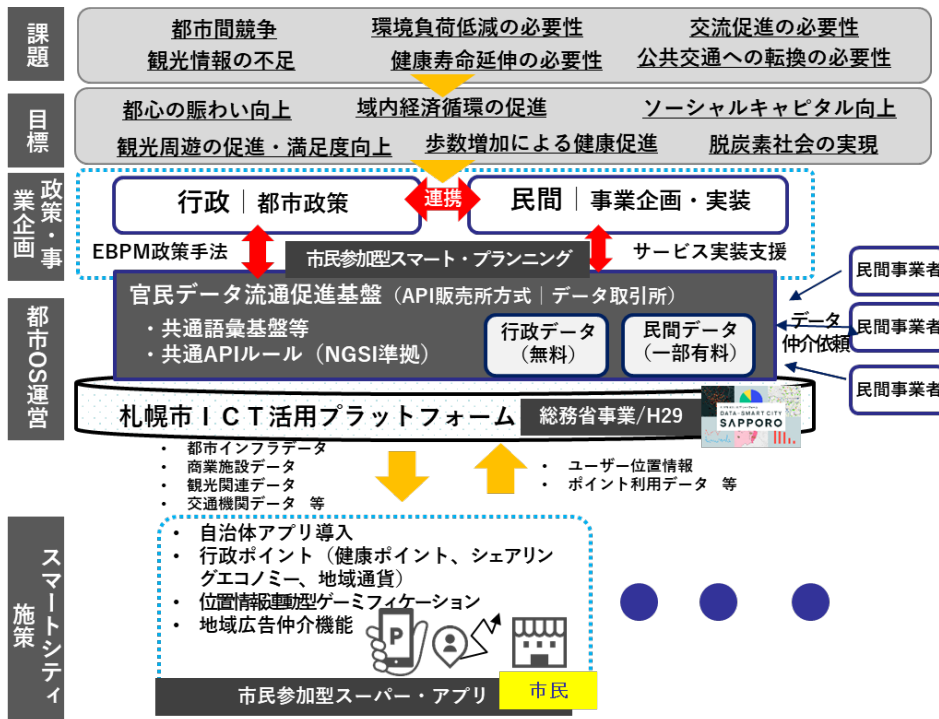 課題
都市間競争
環境負荷低減の必要性
交流促進の必要性
観光情報の不足
健康寿命延伸の必要性
公共交通への転換の必要性
目標
都心の賑わい向上
域内経済循環の促進
ソーシャルキャピタル向上
観光周遊の促進・満足度向上
歩数増加による健康促進
脱炭素社会の実現
政策・事
業企画
行政｜都市政策
連携
民間｜事業企画・実装
EBPM政策手法
市民参加型スマート・プランニング
サービス実装支援
都市OS運営
官民データ流通促進基盤（API販売所方式｜データ取引所）
・共通語彙基盤等
・共通APIルール（NGSI準拠）
行政データ
（無料）
民間データ
（一部有料）
民間事業者
民間事業者
民間事業者
データ
仲介依頼
札幌市ＩＣＴ活用プラットフォーム
総務省事業/H29
DATA-SMART CITY
SAPPORO
・ 都市インフラデータ
・ 商業施設データ
・ 観光関連データ
・ 交通機関データ 等
・ ユーザー位置情報
・ ポイント利用データ 等
スマートシティ
施策
・ 自治体アプリ導入
・ 行政ポイント（健康ポイント、シェアリン
グエコノミー、地域通貨）
・ 位置情報連動型ゲーミフィケーション
・ 地域広告仲介機能
P
市民参加型スーパー・アプリ
市民